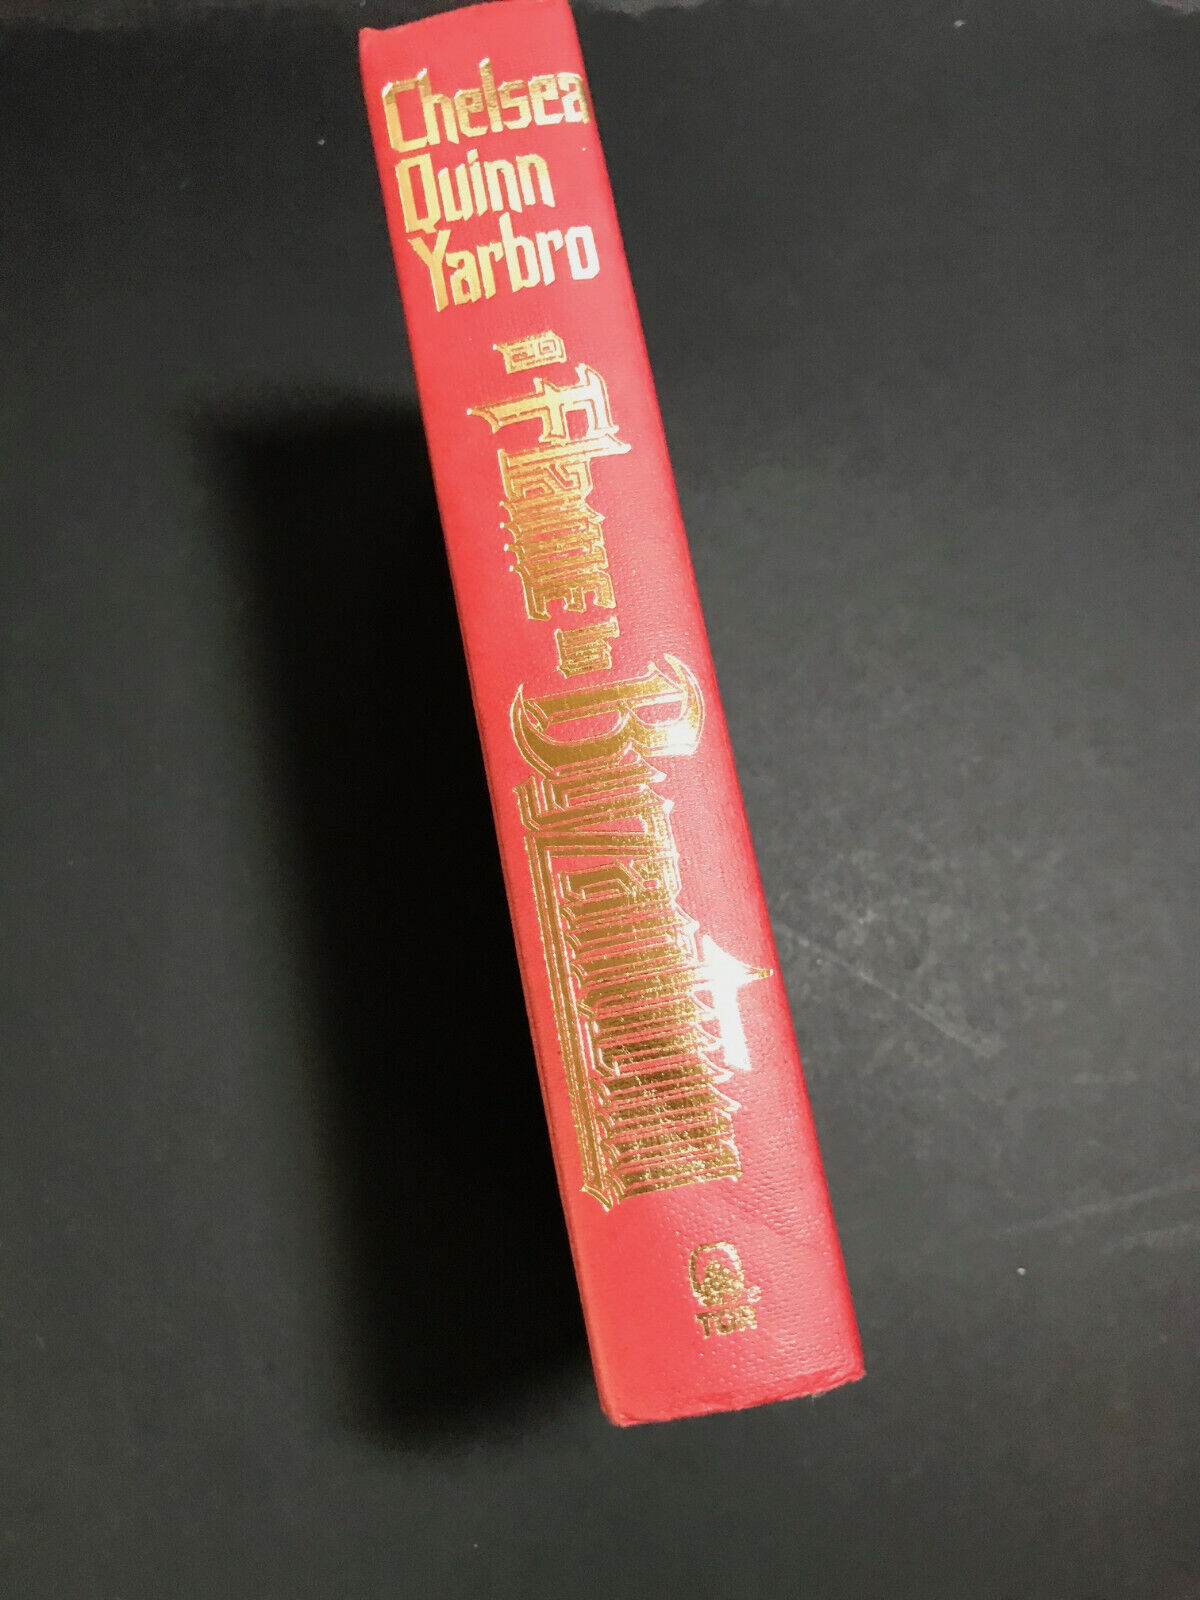 Chelsea
Quinn
Yarbro
a Flame in
Byzantium
TOR